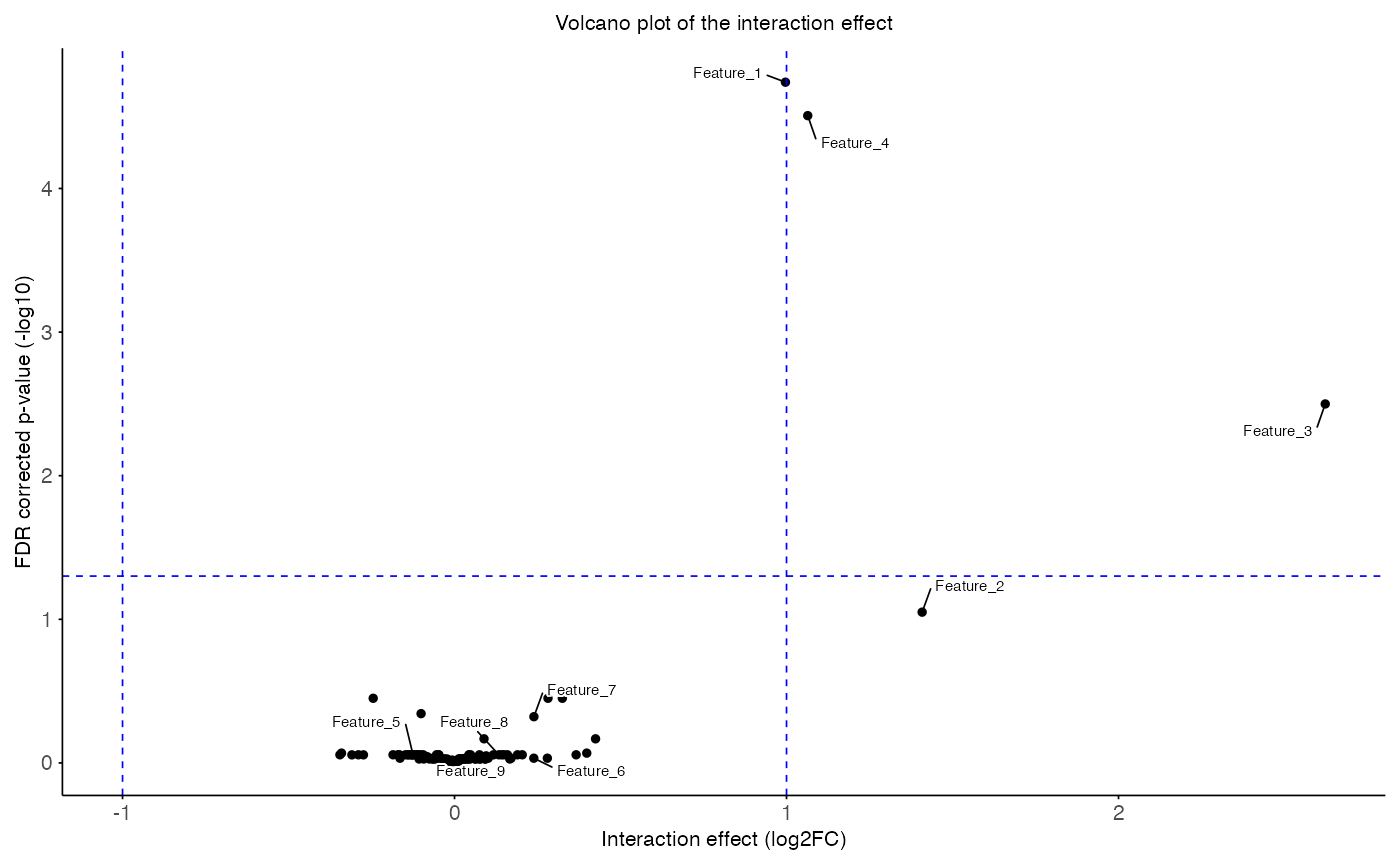 Volcano plot of the interaction effect
Feature_1
Feature_4
4
FDR corrected p-value (-log10)
3
Feature_3
2
Feature_2
1
Feature_7
Feature_5
Feature_8
0
Feature_9
Feature_6
-1
0
1
2
Interaction effect (log2FC)